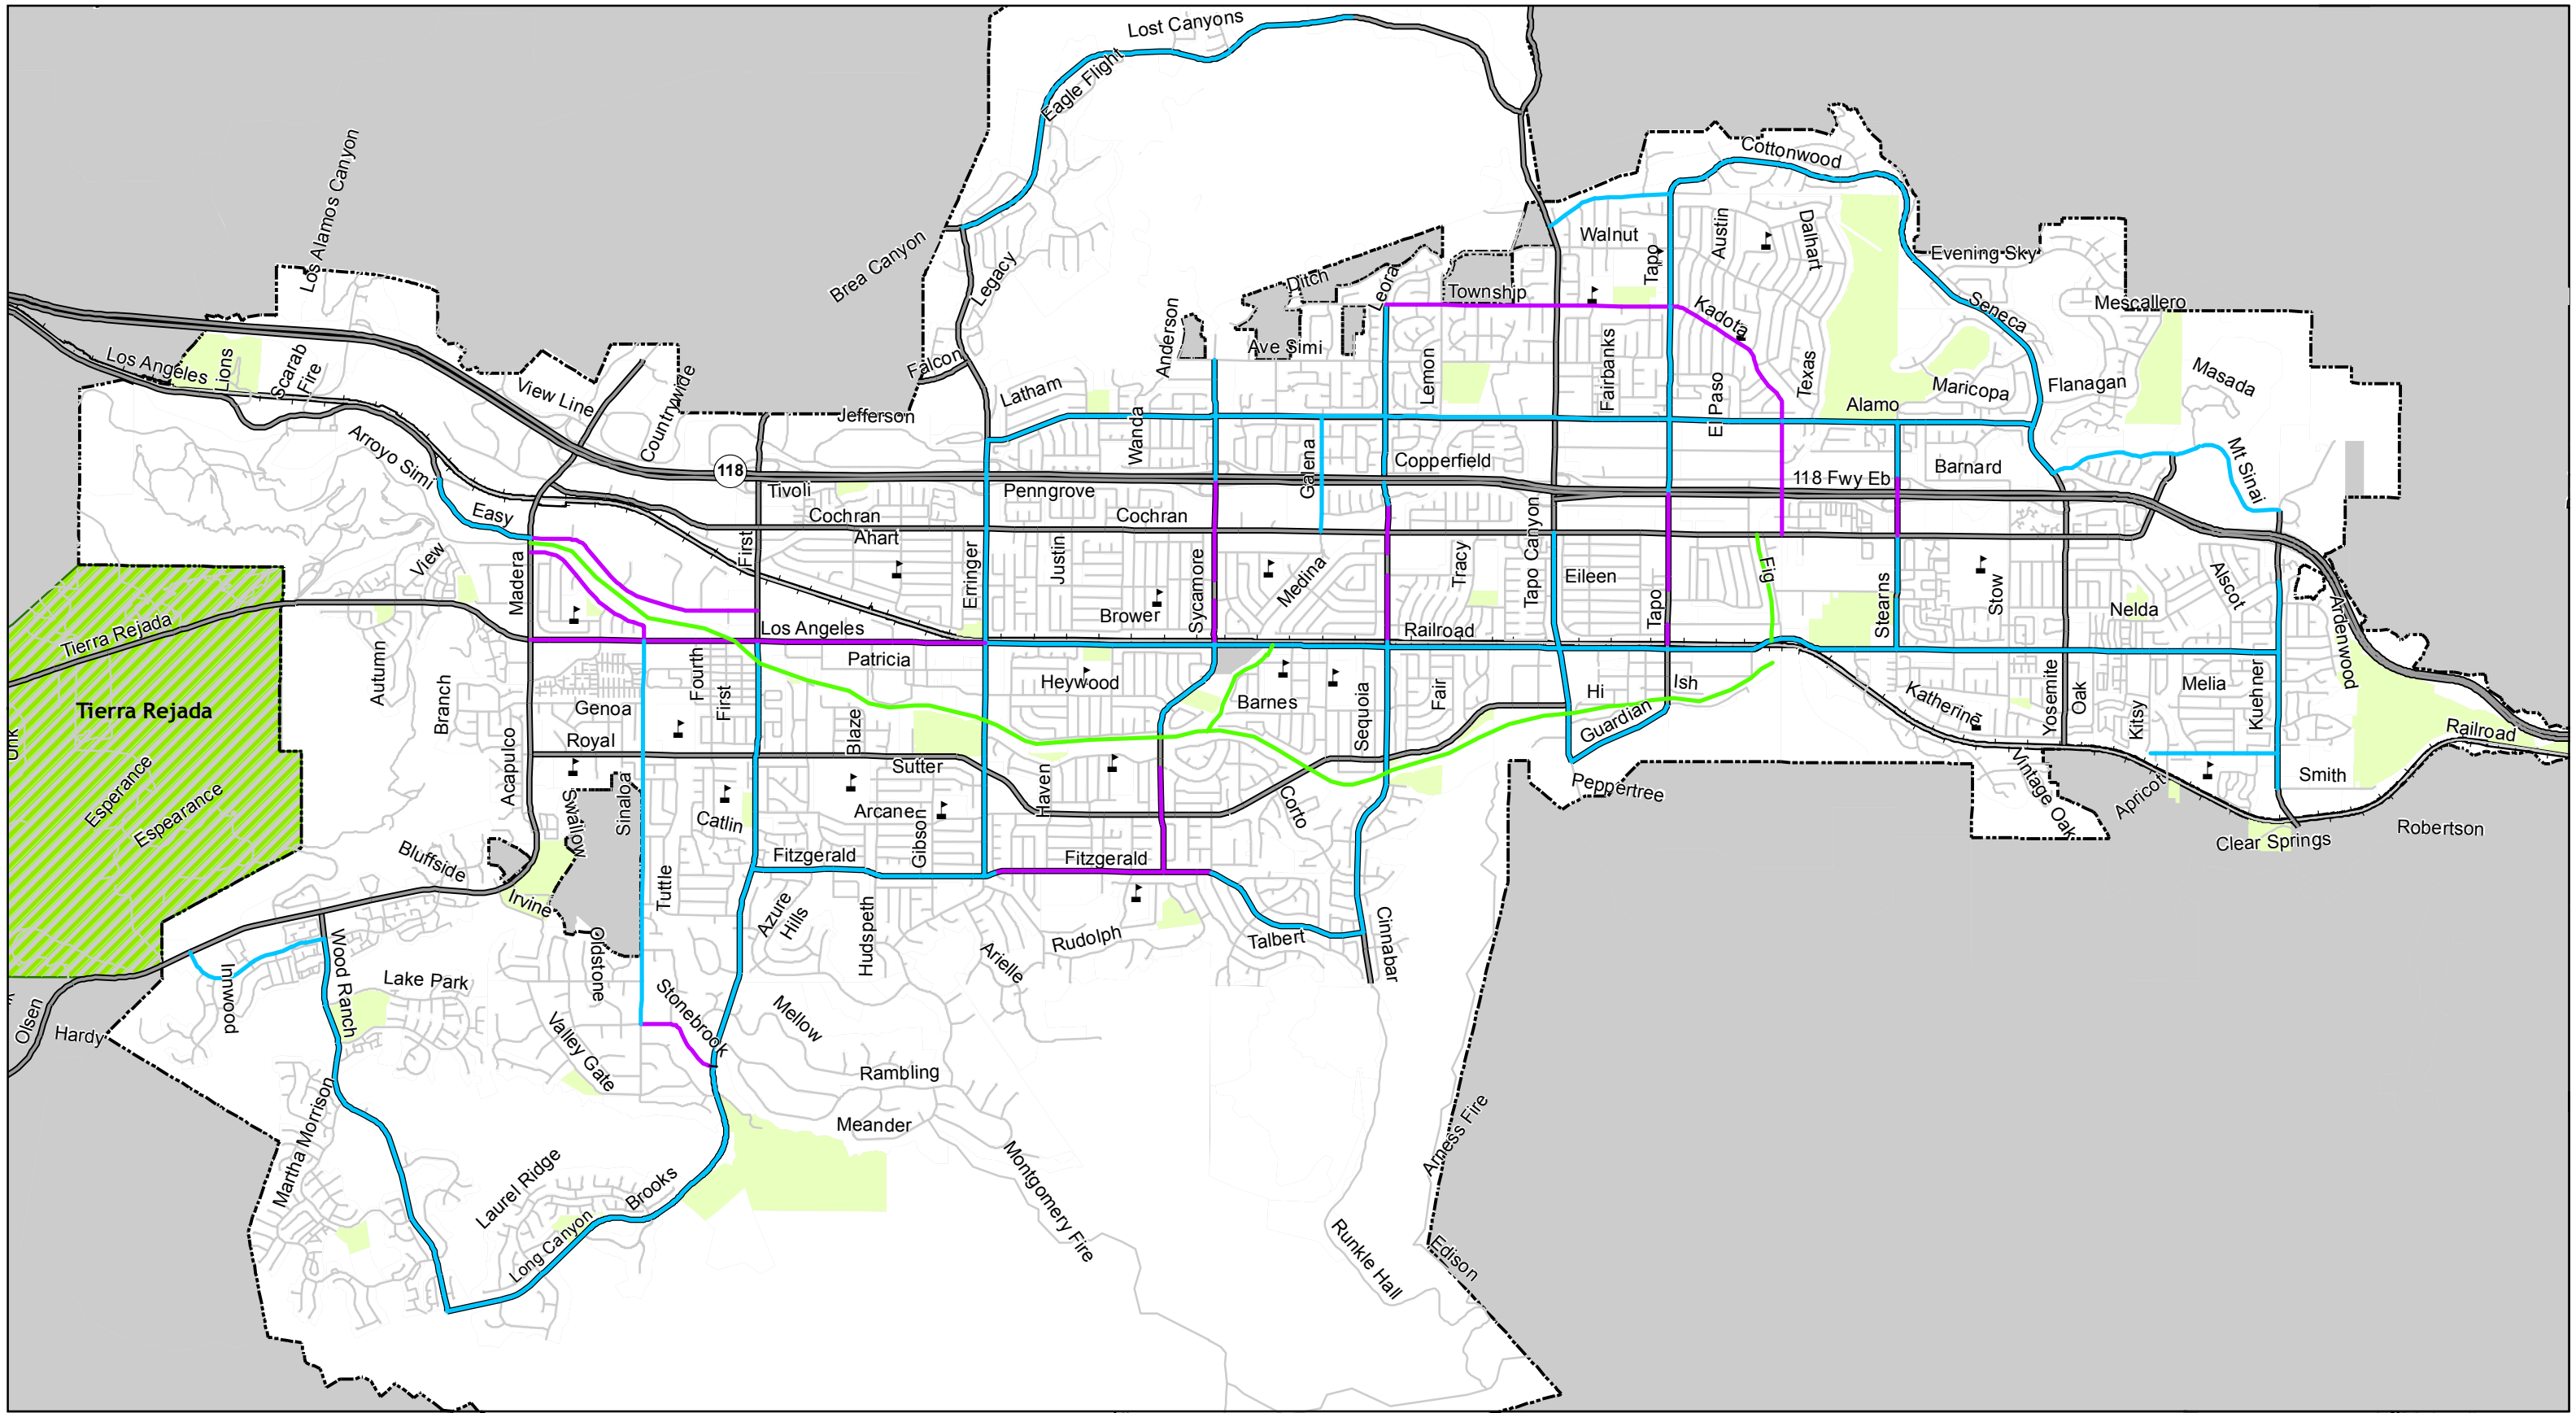 Lost Canyons
Eagle Flight
Cottonwood
Los Alamos Canyon
Brea Canyon
Legacy
Walnut
Tapo
Austin
Dalhart
Evening Sky
Ditch
Leora
Township
Kadota
Seneca
Mescallero
Anderson
Ave Simi
Los Angeles
Lions
Scarab
Fire
View Line
Countrywide
Falcon
Latham
Jefferson
Wanda
Lemon
Fairbanks
El Paso
Texas
Alamo
Maricopa
Flanagan
Masada
Arroyo Simi
118
Galena
Copperfield
118 Fwy Eb
Barnard
Mt Sinai
Easy
Tivoli
Penngrove
Cochran
Cochran
Ahart
First
Erringer
Justin
Sycamore
Medina
Tracy
Tapo Canyon
Eileen
Fig
Stearns
Stow
Alscot
Ardenwood
View
Madera
Brower
Tapo
Nelda
Tierra Rejada
Los Angeles
Railroad
Patricia
Autumn
Branch
Fourth
First
Heywood
Barnes
Sequoia
Fair
Hi
Ish
Guardian
Katherine
Yosemite
Oak
Kitsy
Melia
Kuehner
Railroad
Tierra Rejada
Genoa
Blaze
Royal
Acapulco
Sutter
Haven
Corto
Peppertree
Vintage Oak
Apricot
Smith
Esperance
Espearance
Swallow
Sinaloa
Catlin
Arcane
Gibson
Clear Springs
Robertson
Bluffside
Fitzgerald
Fitzgerald
Irvine
Tuttle
Azure
Hills
Hudspeth
Rudolph
Talbert
Cinnabar
Arielle
Oldstone
Innwood
Wood Ranch
Lake Park
Olsen
Hardy
Stonebrook
Mellow
Valley Gate
Rambling
Meander
Martha Morrison
Montgomery Fire
Arness Fire
Laurel Ridge
Brooks
Long Canyon
Runkle Hall
Edison